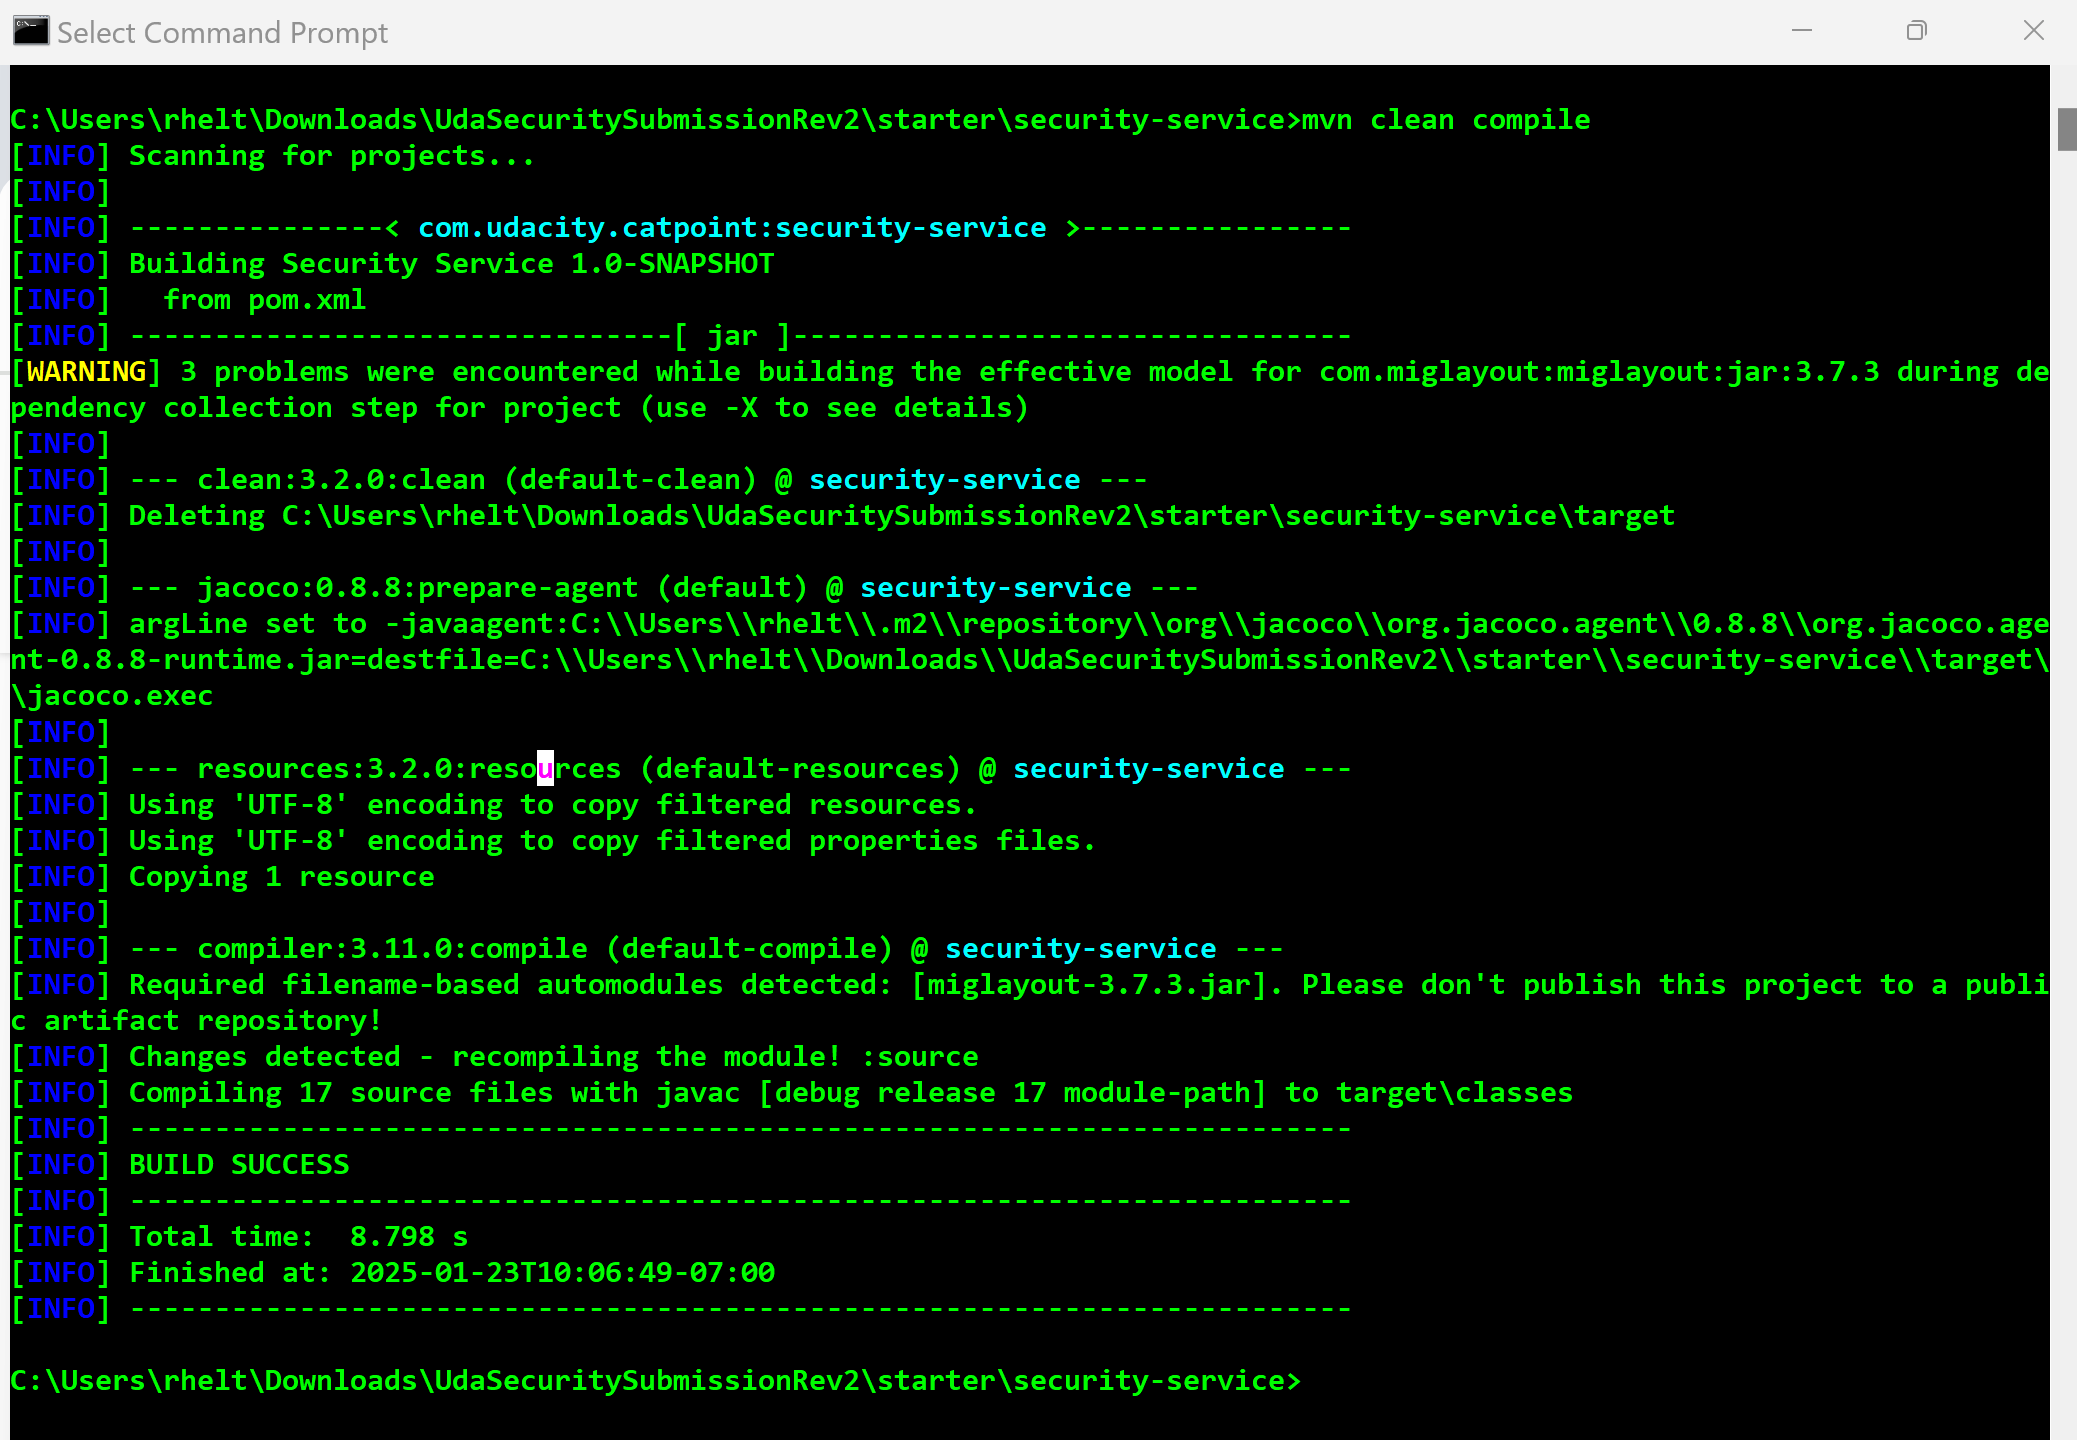 Select Command Prompt
C:\Users\rhelt\Downloads\UdaSecuritySubmissionRev2\starter\security-service>mvn clean compile
[INFO] Scanning for projects...
[INFO]
[INFO] ---------------< com.udacity.catpoint:security-service >----------------
[INFO] Building Security Service 1.0-SNAPSHOT
[INFO]   from pom.xml
[INFO] --------------------------------[ jar ]---------------------------------
[WARNING] 3 problems were encountered while building the effective model for com.miglayout:miglayout:jar:3.7.3 during de
pendency collection step for project (use -X to see details)
[INFO]
[INFO] --- clean:3.2.0:clean (default-clean) @ security-service ---
[INFO] Deleting C:\Users\rhelt\Downloads\UdaSecuritySubmissionRev2\starter\security-service\target
[INFO]
[INFO] --- jacoco:0.8.8:prepare-agent (default) @ security-service ---
[INFO] argLine set to -javaagent:C:\\Users\\rhelt\\.m2\\repository\\org\\jacoco\\org.jacoco.agent\\0.8.8\\org.jacoco.age
nt-0.8.8-runtime.jar=destfile=C:\\Users\\rhelt\\Downloads\\UdaSecuritySubmissionRev2\\starter\\security-service\\target\
\jacoco.exec
[INFO]
[INFO] --- resources:3.2.0:resources (default-resources) @ security-service ---
[INFO] Using 'UTF-8' encoding to copy filtered resources.
[INFO] Using 'UTF-8' encoding to copy filtered properties files.
[INFO] Copying 1 resource
[INFO]
[INFO] --- compiler:3.11.0:compile (default-compile) @ security-service ---
[INFO] Required filename-based automodules detected: [miglayout-3.7.3.jar]. Please don't publish this project to a publi
c artifact repository!
[INFO] Changes detected - recompiling the module! :source
[INFO] Compiling 17 source files with javac [debug release 17 module-path] to target\classes
[INFO] ------------------------------------------------------------------------
[INFO] BUILD SUCCESS
[INFO] ------------------------------------------------------------------------
[INFO] Total time:  8.798 s
[INFO] Finished at: 2025-01-23T10:06:49-07:00
[INFO] ------------------------------------------------------------------------
C:\Users\rhelt\Downloads\UdaSecuritySubmissionRev2\starter\security-service>